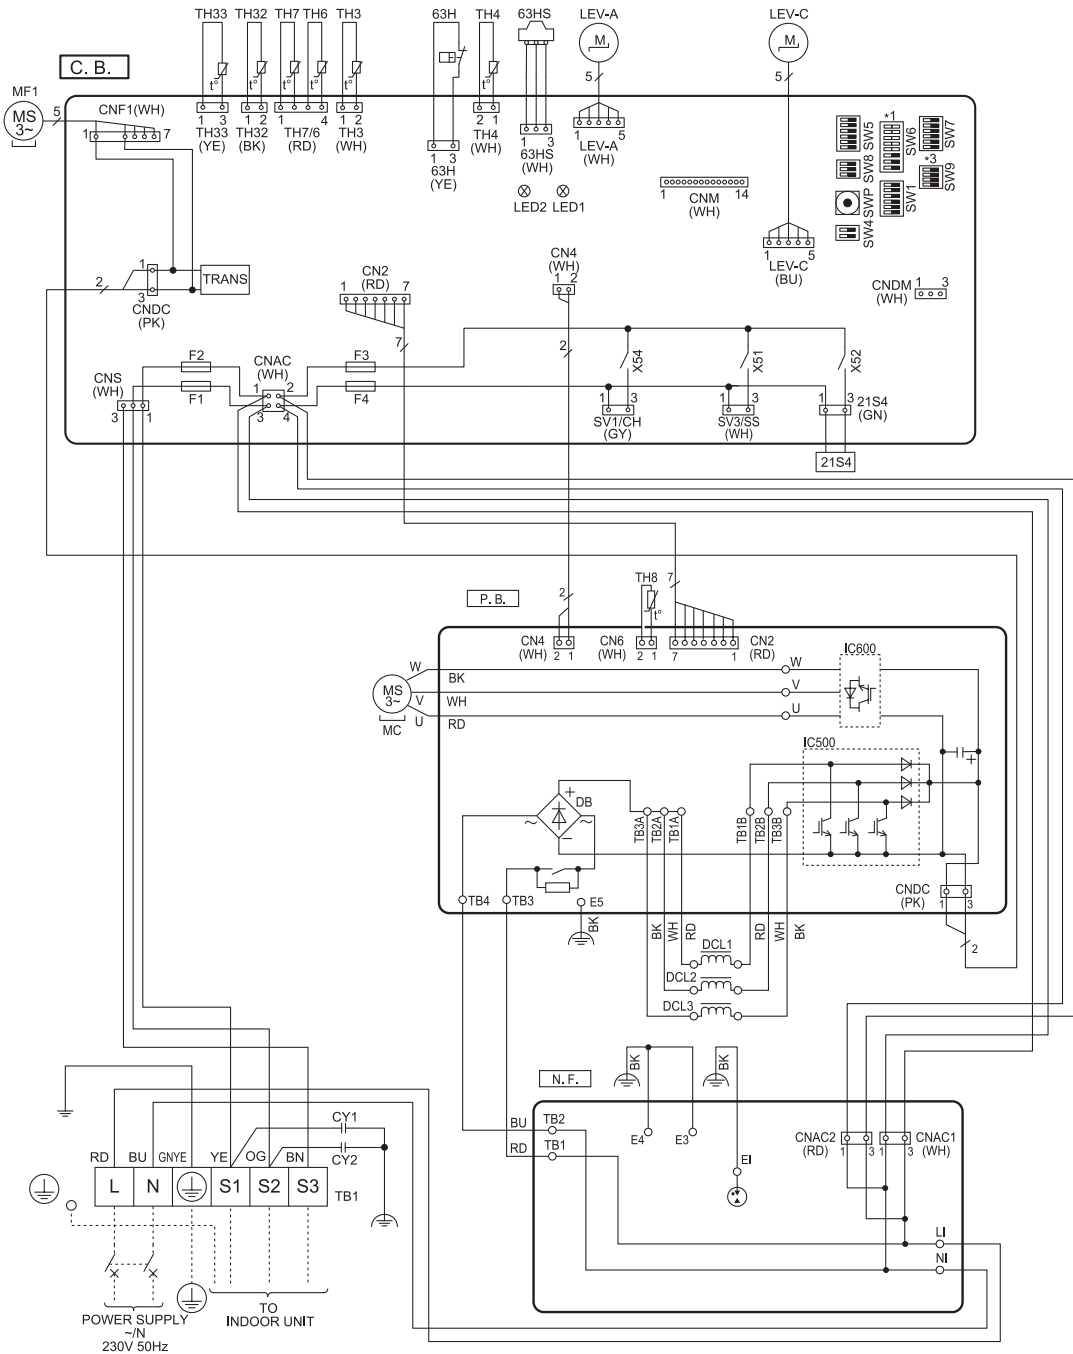 TH33 TH32 TH7 TH6 TH3 63H TH4 63HS LEV-A LEV-C
C. B.
MF1
MS
3~
5
CNF1(WH)
1 7
t° t° t° t° t° t°
M
5
M
5
1 3
TH33
(YE)
1 2
TH32
(BK)
1 4
TH7/6
(RD)
1 2
TH3
(WH)
1 3
63H
(YE)
2 1
TH4
(WH)
1 3
63HS
(WH)
1 5
LEV-A
(WH)
LED2 LED1
1 14
CNM
(WH)
SW5
*1
SW6
SW7
SW8
*3
SW9
SWP
SW1
SW4
1 5
LEV-C
(BU)
CNDM
(WH)
1 3
TRANS
2
1
3
CNDC
(PK)
CN2
(RD)
1 7
7
CN4
(WH)
1 2
2
F2
F1
F3
F4
CNAC
(WH)
1 2
3 4
CNS
(WH)
3 1
X54
X51
X52
1 3
SV1/CH
(GY)
1 3
SV3/SS
(WH)
1 3
21S4
(GN)
21S4
P. B.
2
TH8
t°
7
CN4
(WH)
2 1
CN6
(WH)
2 1
7 1
CN2
(RD)
MS
3~
MC
W
V
U
BK
WH
RD
W
V
U
IC600
+
IC500
+
DB
~ ~
−
TB3A
TB2A
TB1A
TB1B
TB2B
TB3B
TB4
TB3
E5
BK
CNDC
(PK)
1 3
2
BK
WH
RD
RD
WH
BK
DCL1
DCL2
DCL3
N. F.
BK
BK
BU
RD
TB2
TB1
E4
E3
EI
CNAC2
(RD)
1 3
1 3
CNAC1
(WH)
LI
NI
CY1
CY2
RD BU GNYE YE OG BN
L N S1 S2 S3
TB1
POWER SUPPLY
~/N
230V 50Hz
TO
INDOOR UNIT